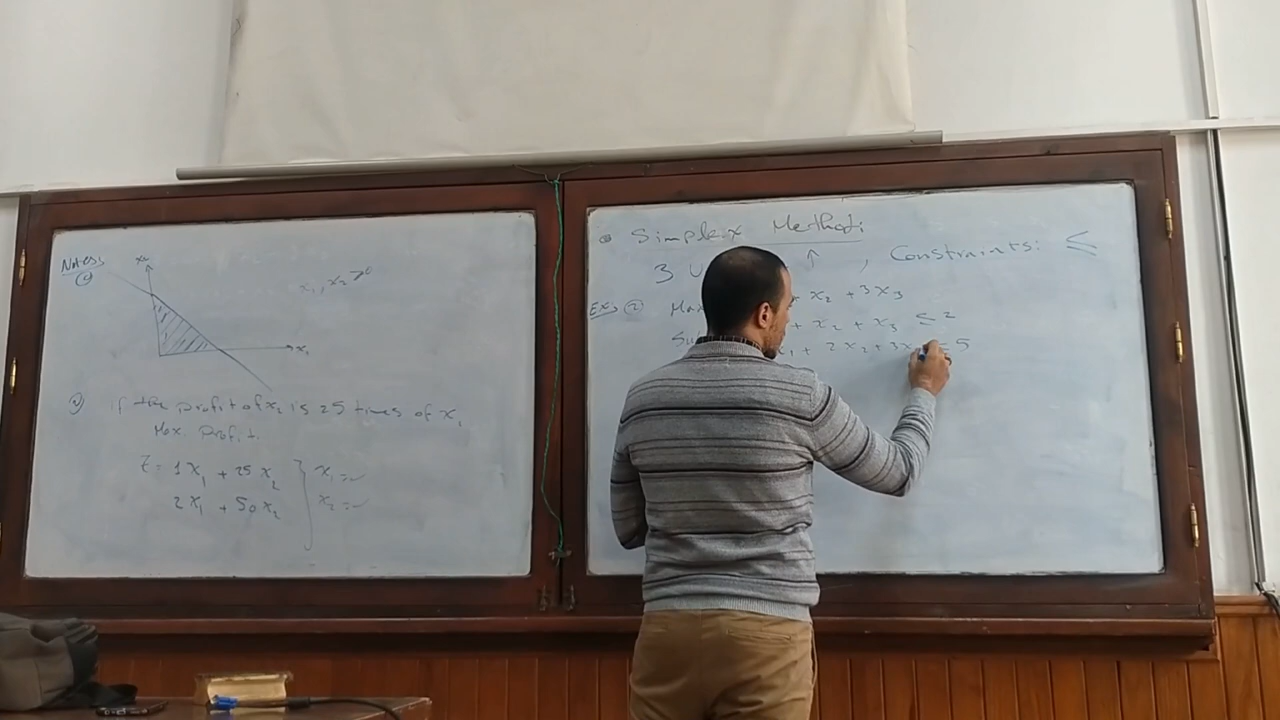 Notes:
①
x₂
x₁, x₂ ≥ 0
x₁
② if the profit of x₂ is 25 times of x₁
Max. Profit.
Z = 1x₁ + 25x₂ } x₁ = ✓
2x₁ + 50x₂ } x₂ = ✓
Simplex Method:
3 ↑ , Constraints: ≤
Ex: ② x₂ + 3x₃
+ x₂ + x₃ ≤ 2
x₁ + 2x₂ + 3x 5